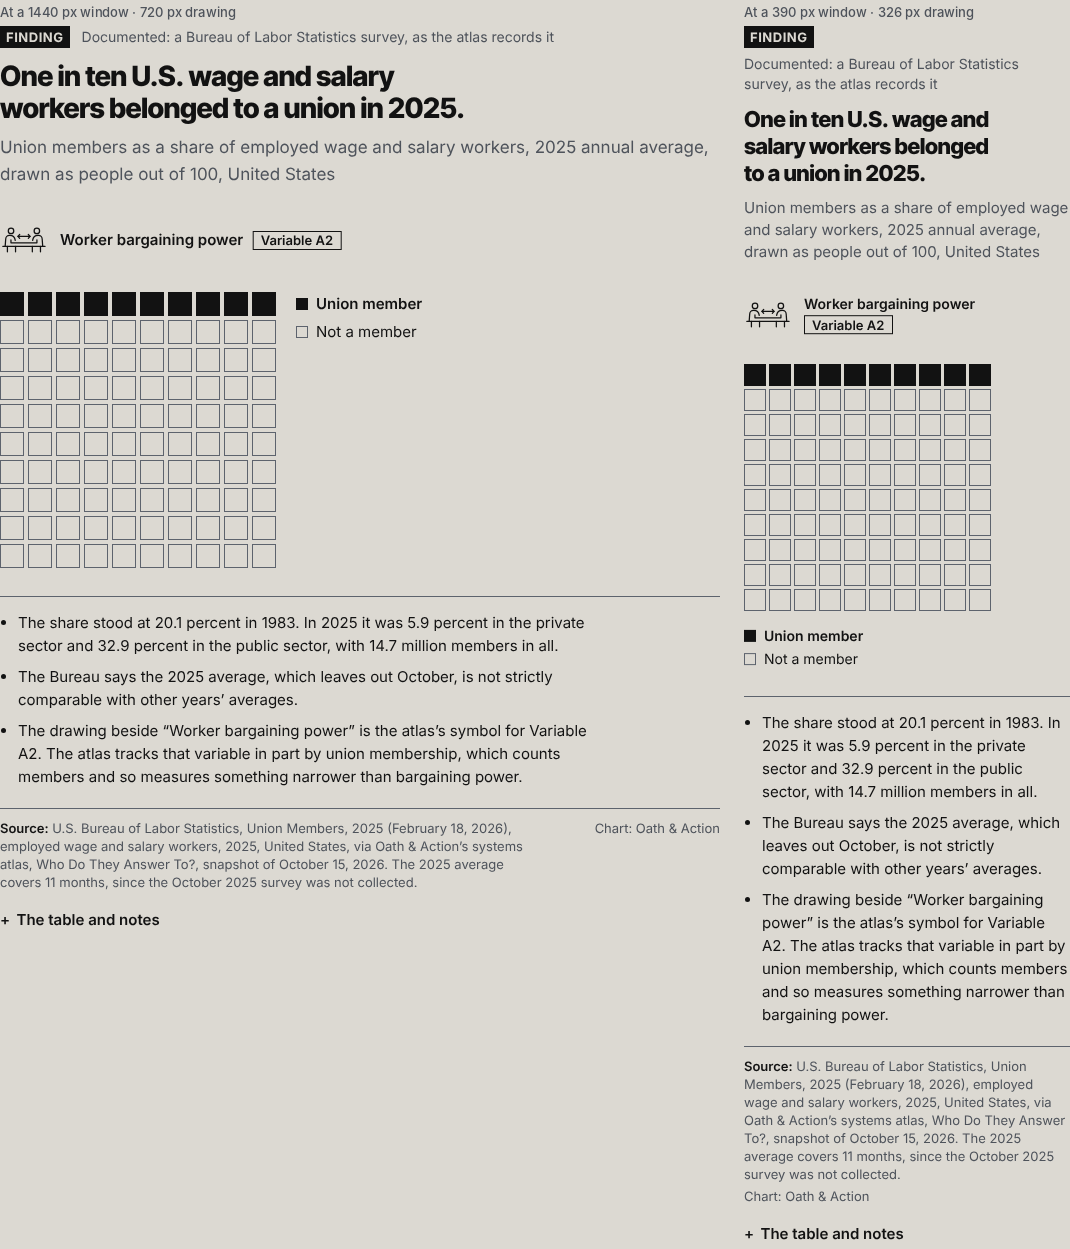 At a 1440 px window · 720 px drawing
FINDING Documented: a Bureau of Labor Statistics survey, as the atlas records it
One in ten U.S. wage and salary
workers belonged to a union in 2025.
Union members as a share of employed wage and salary workers, 2025 annual average,
drawn as people out of 100, United States
Worker bargaining power Variable A2
Union member
Not a member
• The share stood at 20.1 percent in 1983. In 2025 it was 5.9 percent in the private
sector and 32.9 percent in the public sector, with 14.7 million members in all.
• The Bureau says the 2025 average, which leaves out October, is not strictly
comparable with other years’ averages.
• The drawing beside “Worker bargaining power” is the atlas’s symbol for Variable
A2. The atlas tracks that variable in part by union membership, which counts
members and so measures something narrower than bargaining power.
Source: U.S. Bureau of Labor Statistics, Union Members, 2025 (February 18, 2026),
employed wage and salary workers, 2025, United States, via Oath & Action’s systems
atlas, Who Do They Answer To?, snapshot of October 15, 2026. The 2025 average
covers 11 months, since the October 2025 survey was not collected.
Chart: Oath & Action
+ The table and notes
At a 390 px window · 326 px drawing
FINDING
Documented: a Bureau of Labor Statistics
survey, as the atlas records it
One in ten U.S. wage and
salary workers belonged
to a union in 2025.
Union members as a share of employed wage
and salary workers, 2025 annual average,
drawn as people out of 100, United States
Worker bargaining power
Variable A2
Union member
Not a member
• The share stood at 20.1 percent in 1983. In
2025 it was 5.9 percent in the private
sector and 32.9 percent in the public
sector, with 14.7 million members in all.
• The Bureau says the 2025 average, which
leaves out October, is not strictly
comparable with other years’ averages.
• The drawing beside “Worker bargaining
power” is the atlas’s symbol for Variable
A2. The atlas tracks that variable in part by
union membership, which counts members
and so measures something narrower than
bargaining power.
Source: U.S. Bureau of Labor Statistics, Union
Members, 2025 (February 18, 2026), employed
wage and salary workers, 2025, United States, via
Oath & Action’s systems atlas, Who Do They Answer
To?, snapshot of October 15, 2026. The 2025
average covers 11 months, since the October 2025
survey was not collected.
Chart: Oath & Action
+ The table and notes